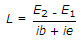 L = E₂ - E₁ / ib + ie